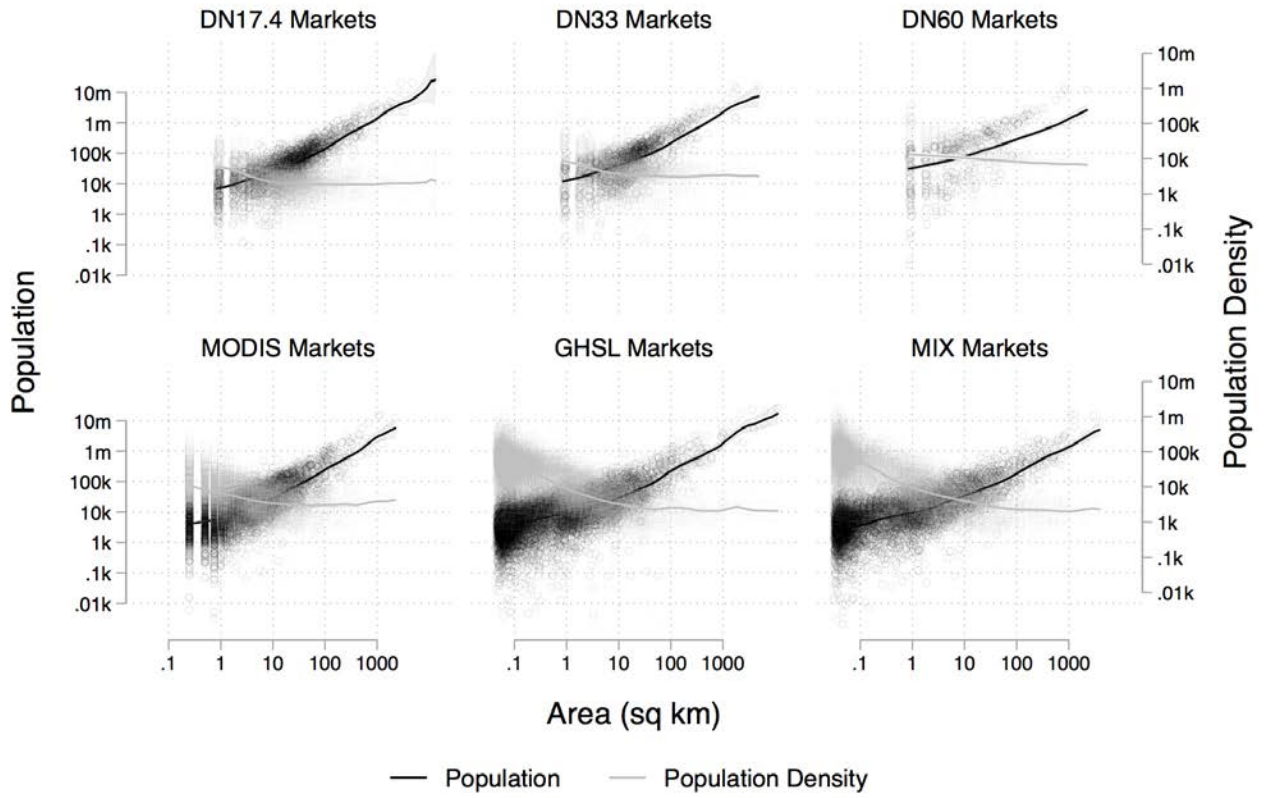 DN17.4 Markets DN33 Markets DN60 Markets
10m
1m
100k
10k
1k
.1k
.01k
10m
1m
100k
10k
1k
.1k
.01k
Population
Population Density
MODIS Markets GHSL Markets MIX Markets
10m
1m
100k
10k
1k
.1k
.01k
10m
1m
100k
10k
1k
.1k
.01k
.1 1 10 100 1000 .1 1 10 100 1000 .1 1 10 100 1000
Area (sq km)
Population Population Density